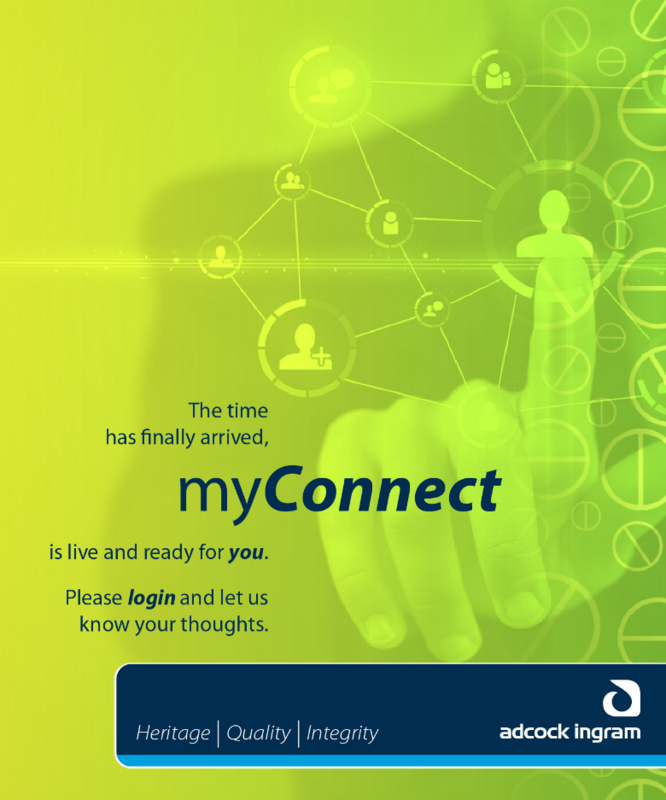 The time
has finally arrived,
myConnect
is live and ready for you.
Please login and let us
know your thoughts.
Heritage | Quality | Integrity
adcock ingram